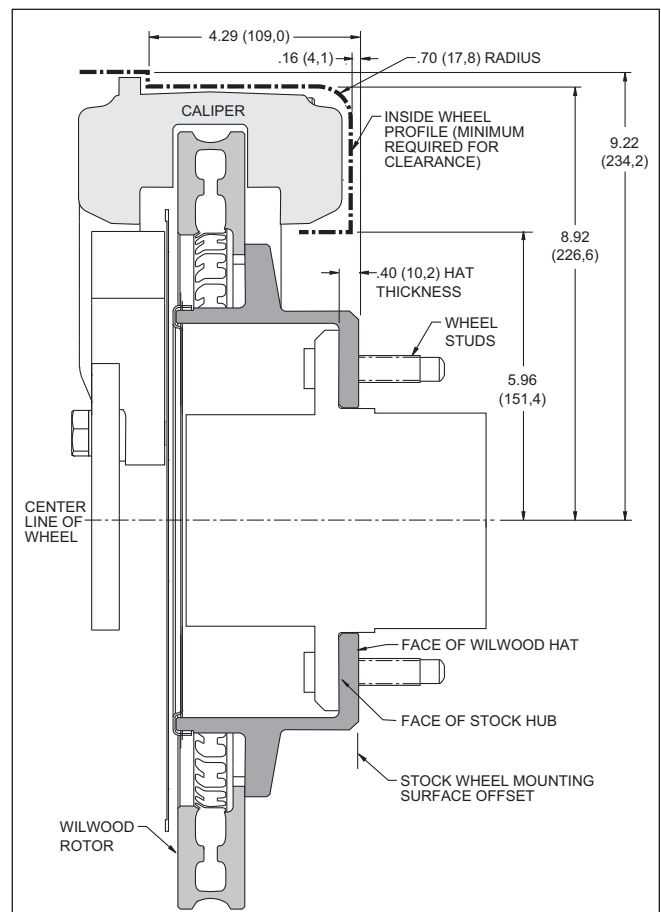 4.29 (109,0)
.16 (4,1)
.70 (17,8) RADIUS
CALIPER
INSIDE WHEEL
PROFILE (MINIMUM
REQUIRED FOR
CLEARANCE)
9.22
(234,2)
8.92
(226,6)
.40 (10,2) HAT
THICKNESS
WHEEL
STUDS
5.96
(151,4)
CENTER
LINE OF
WHEEL
FACE OF WILWOOD HAT
FACE OF STOCK HUB
STOCK WHEEL MOUNTING
SURFACE OFFSET
WILWOOD
ROTOR